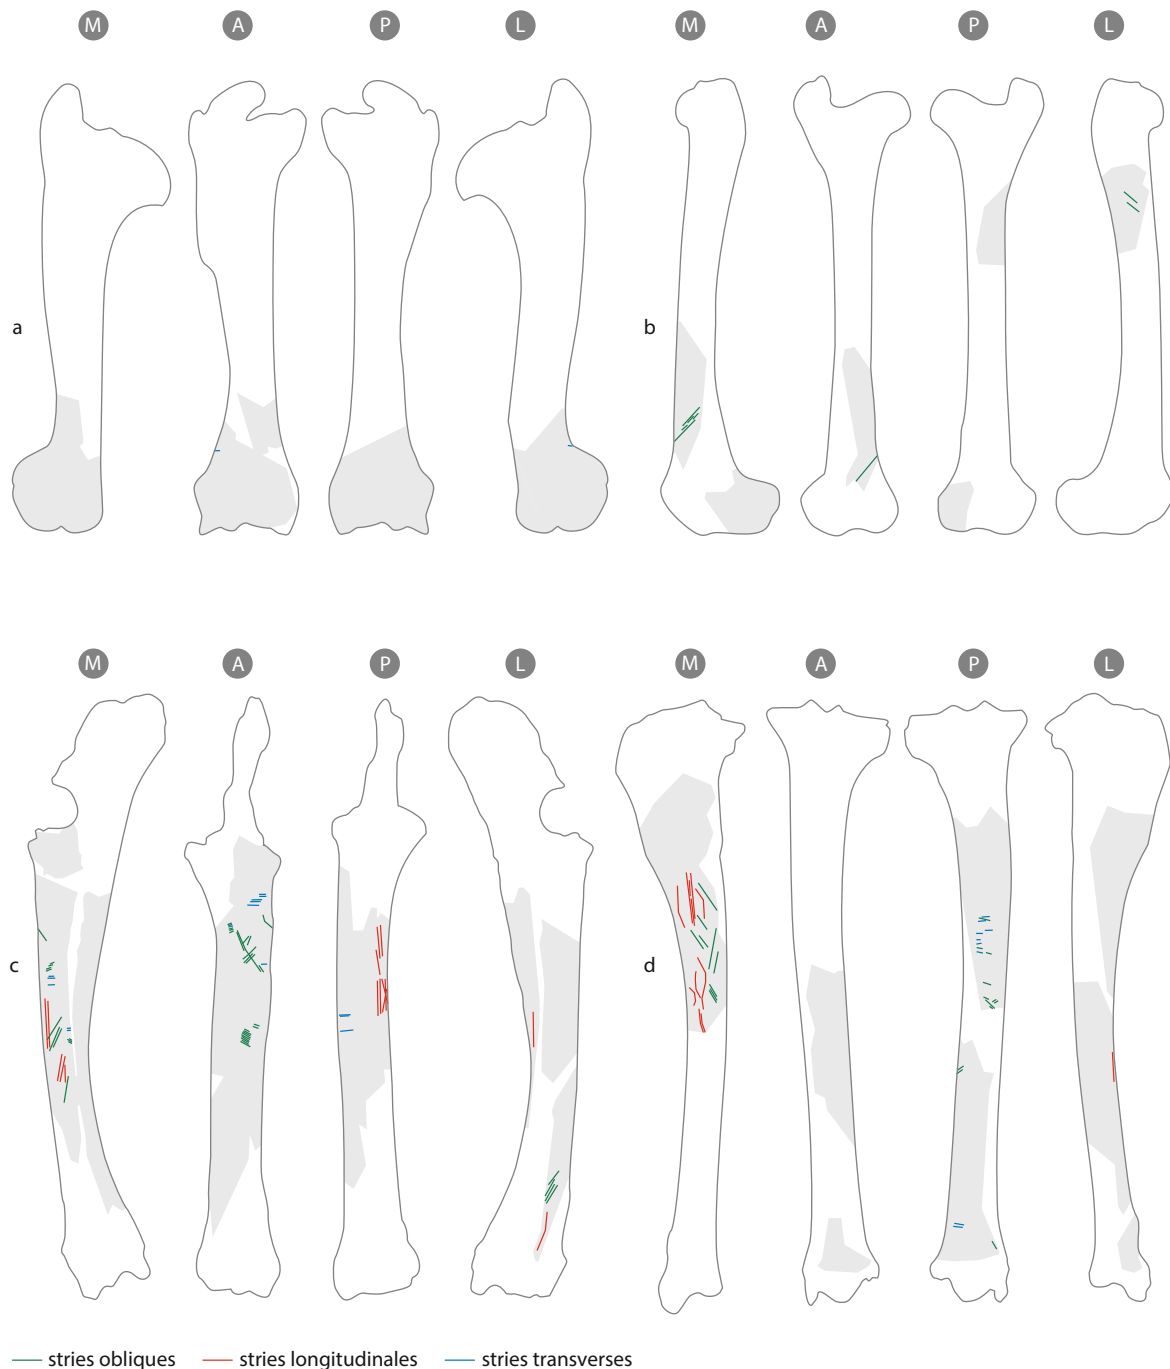 M A P L M A P L
a b
M A P L M A P L
c d
stries obliques stries longitudinales stries transverses